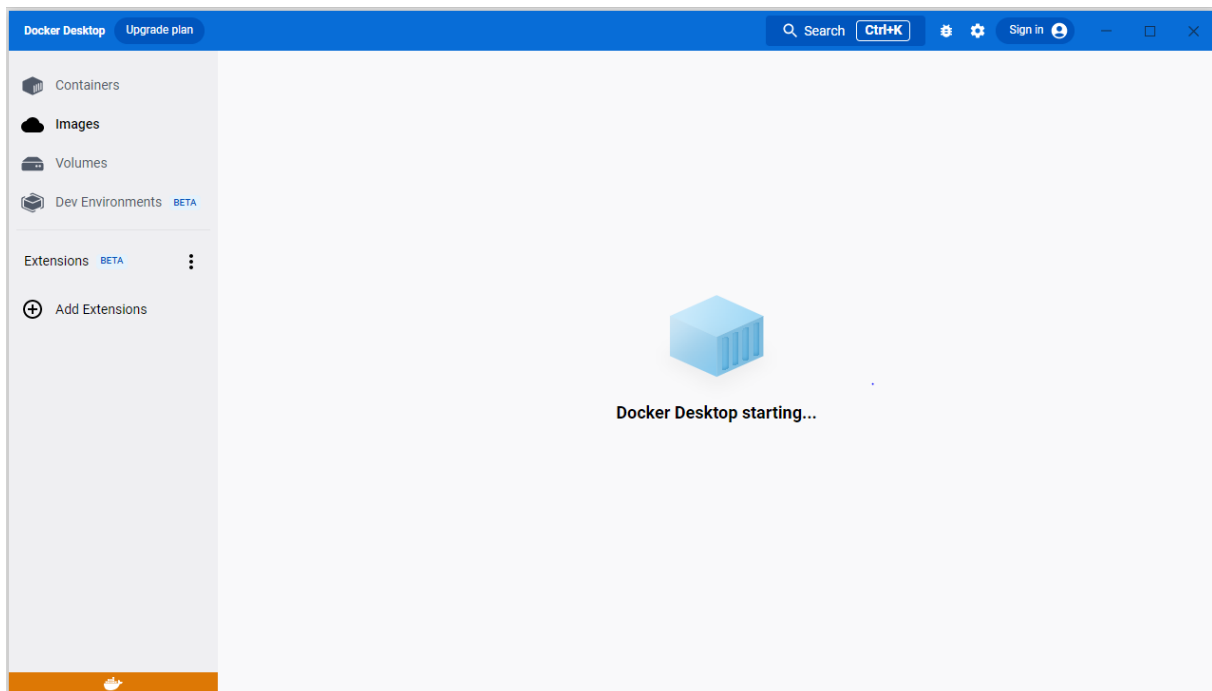 Docker Desktop Upgrade plan Search Ctrl+K Sign in
Containers
Images
Volumes
Dev Environments BETA
Extensions BETA
Add Extensions
Docker Desktop starting...